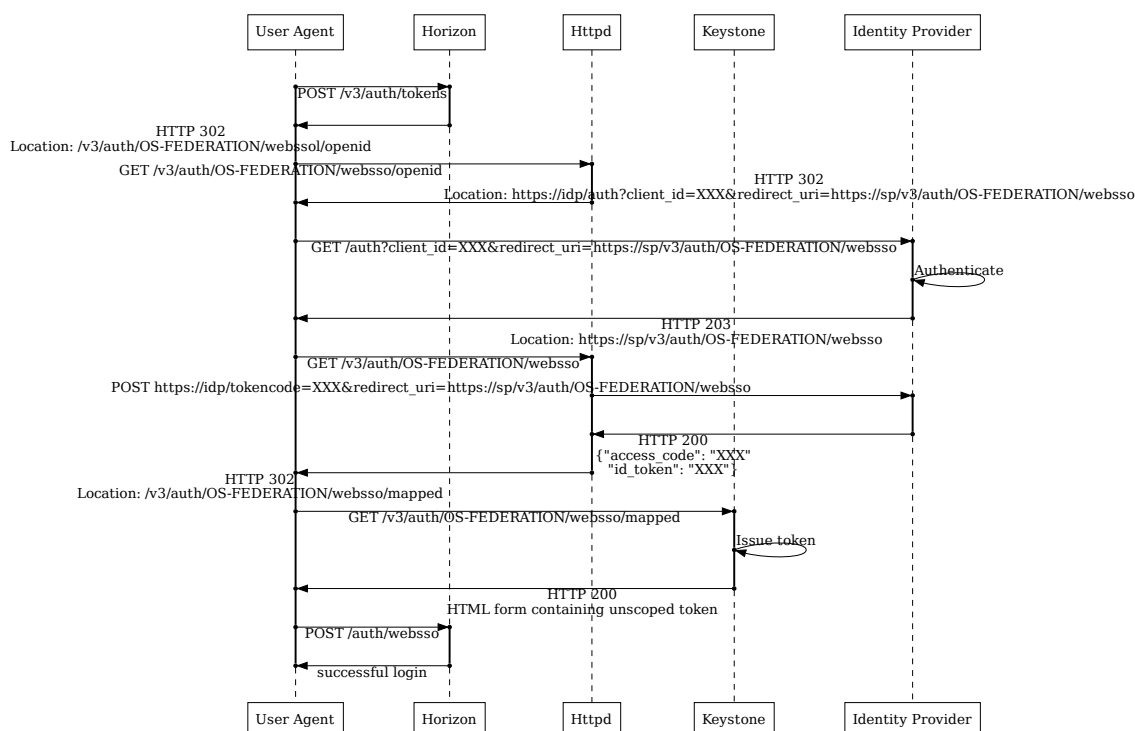 User Agent
Horizon
Httpd
Keystone
Identity Provider
POST /v3/auth/tokens
HTTP 302
Location: /v3/auth/OS-FEDERATION/webssol/openid
GET /v3/auth/OS-FEDERATION/websso/openid
HTTP 302
Location: https://idp/auth?client_id=XXX&redirect_uri=https://sp/v3/auth/OS-FEDERATION/websso
GET /auth?client_id=XXX&redirect_uri=https://sp/v3/auth/OS-FEDERATION/websso
Authenticate
HTTP 203
Location: https://sp/v3/auth/OS-FEDERATION/websso
GET /v3/auth/OS-FEDERATION/websso
POST https://idp/tokencode=XXX&redirect_uri=https://sp/v3/auth/OS-FEDERATION/websso
HTTP 200
{"access_code": "XXX"
"id_token": "XXX"}
HTTP 302
Location: /v3/auth/OS-FEDERATION/websso/mapped
GET /v3/auth/OS-FEDERATION/websso/mapped
Issue token
HTTP 200
HTML form containing unscoped token
POST /auth/websso
successful login
User Agent
Horizon
Httpd
Keystone
Identity Provider